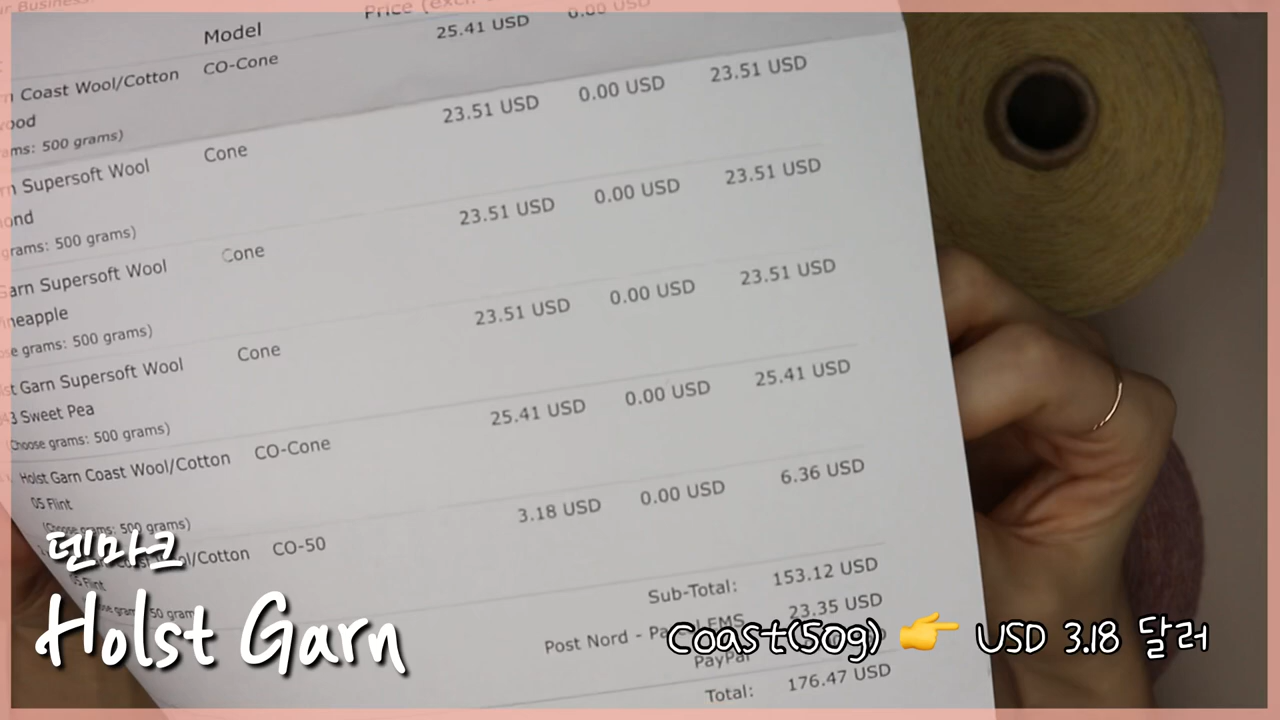 Model
25.41 USD 0.00 USD
Coast Wool/Cotton CO-Cone
500 grams)
23.51 USD 0.00 USD 23.51 USD
Supersoft Wool Cone
grams: 500 grams)
23.51 USD 0.00 USD 23.51 USD
Garn Supersoft Wool Cone
grams: 500 grams)
23.51 USD 0.00 USD 23.51 USD
Garn Supersoft Wool Cone
Sweet Pea
(Choose grams: 500 grams)
25.41 USD 0.00 USD 25.41 USD
Holst Garn Coast Wool/Cotton CO-Cone
05 Flint
(Choose grams: 500 grams)
3.18 USD 0.00 USD 6.36 USD
CO-50
Sub-Total: 153.12 USD
Post Nord - 23.35 USD
PayPal
Total: 176.47 USD
덴마크
Holst Garn
Coast(50g) 👉 USD 3.18 달러